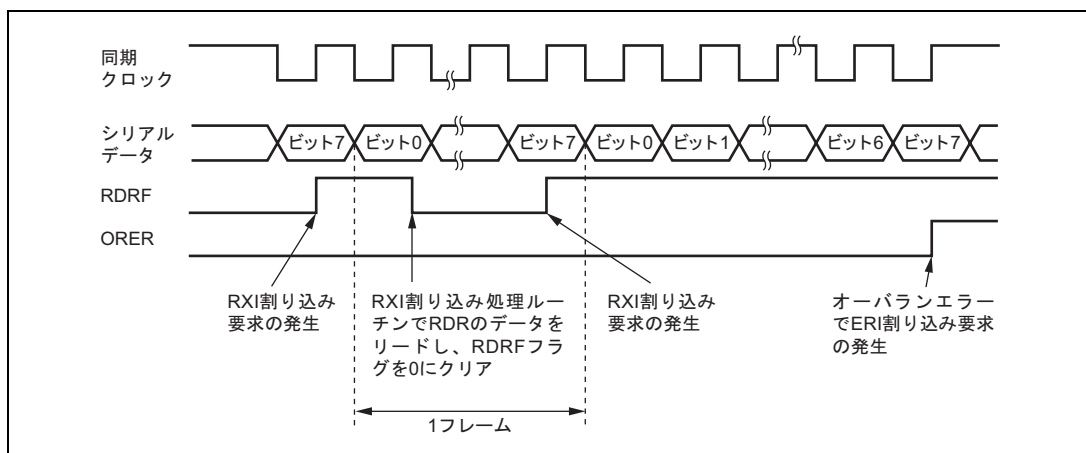 同期
クロック
シリアル
データ
ビット7
ビット0
ビット7
ビット0
ビット1
ビット6
ビット7
RDRF
ORER
RXI割り込み
要求の発生
RXI割り込み処理ルー
チンでRDRのデータを
リードし、RDRFフラ
グを0にクリア
RXI割り込み
要求の発生
オーバランエラー
でERI割り込み要求
の発生
1フレーム